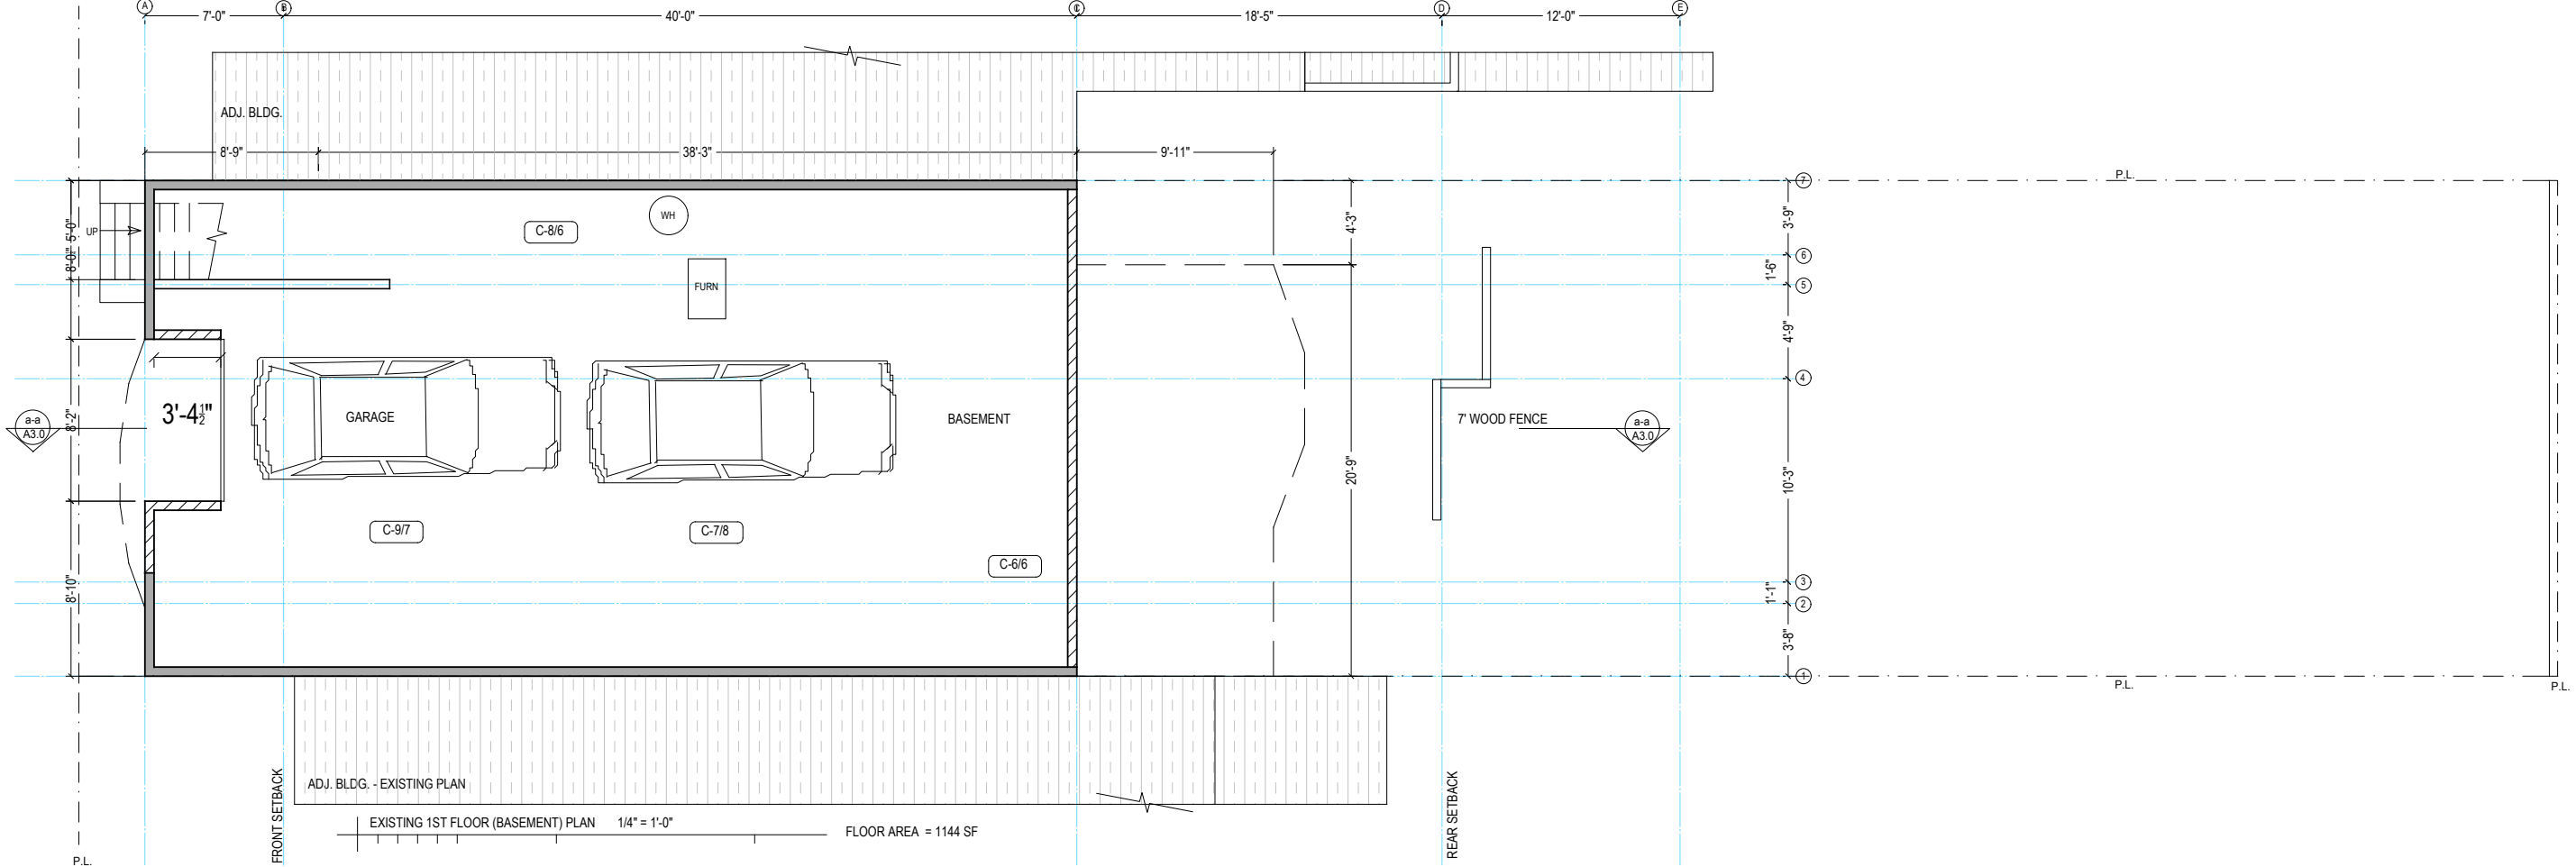 A B C D E
7'-0" 40'-0" 18'-5" 12'-0"
ADJ. BLDG.
8'-9" 38'-3" 9'-11"
P.L.
7
3'-9"
6
1'-6"
5
4'-9"
4
10'-3"
3
1'-1"
2
3'-8"
1
5'-0"
8'-0"
UP
WH
C-8/6
FURN
4'-3"
8'-2"
3'-4½"
GARAGE
BASEMENT
20'-9"
7' WOOD FENCE
a-a
A3.0
a-a
A3.0
C-9/7
C-7/8
C-6/6
8'-10"
P.L.
P.L.
ADJ. BLDG. - EXISTING PLAN
FRONT SETBACK
REAR SETBACK
EXISTING 1ST FLOOR (BASEMENT) PLAN 1/4" = 1'-0"
FLOOR AREA = 1144 SF
P.L.